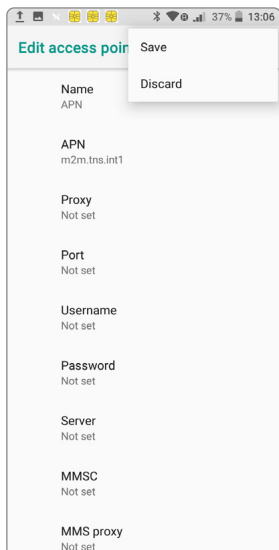 37% 13:06
Edit access poin
Save
Discard
Name
APN
APN
m2m.tns.int1
Proxy
Not set
Port
Not set
Username
Not set
Password
Not set
Server
Not set
MMSC
Not set
MMS proxy
Not set